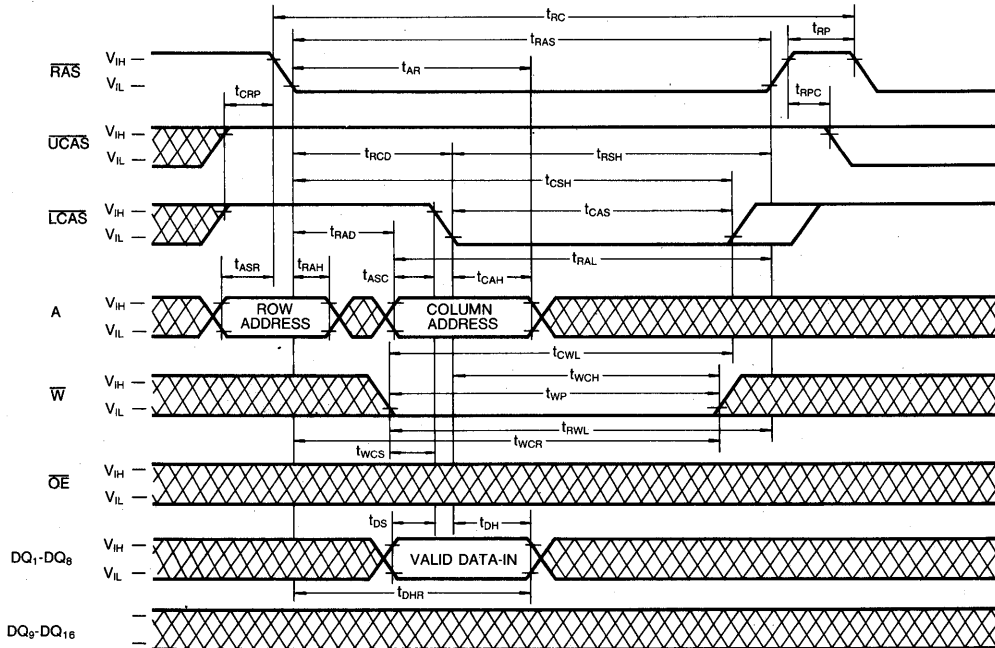 tRC
tRAS
tRP
RAS
VIH
VIL
tAR
tCRP
tRPC
UCAS
VIH
VIL
tRCD
tRSH
tCSH
LCAS
VIH
VIL
tCAS
tRAD
tRAL
tASR
tRAH
tASC
tCAH
A
VIH
VIL
ROW
ADDRESS
COLUMN
ADDRESS
tCWL
W
VIH
VIL
tWCH
tWP
tRWL
tWCR
tWCS
OE
VIH
VIL
tDS
tDH
DQ1-DQ8
VIH
VIL
VALID DATA-IN
tDHR
DQ9-DQ16